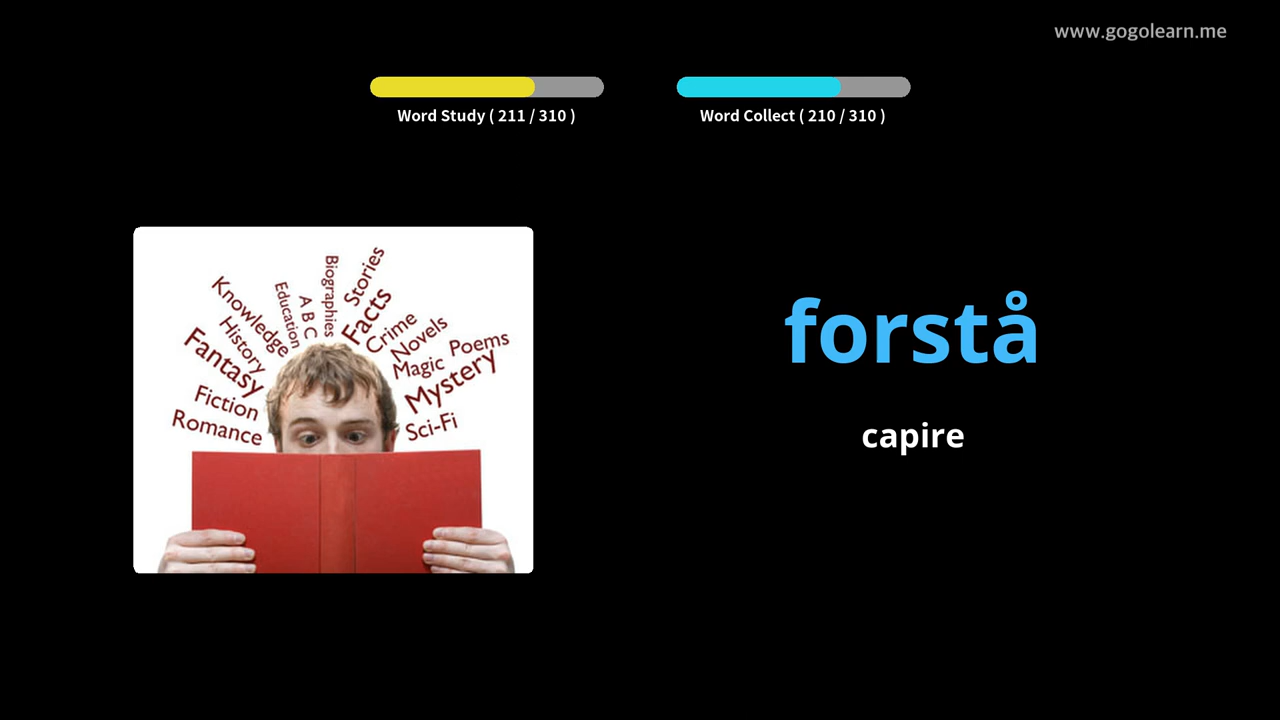 www.gogolearn.me
Word Study ( 211 / 310 )
Word Collect ( 210 / 310 )
Knowledge
Education
A B C
Biographies
Stories
Facts
History
Crime
Novels
Fantasy
Magic
Poems
Mystery
Fiction
Romance
Sci-Fi
forstå
capire